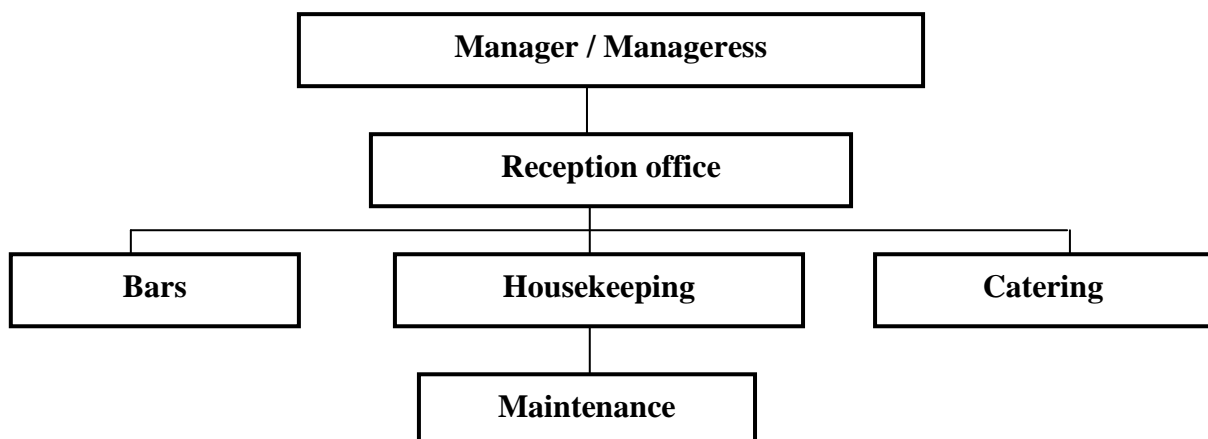 Manager / Manageress
Reception office
Bars
Housekeeping
Catering
Maintenance